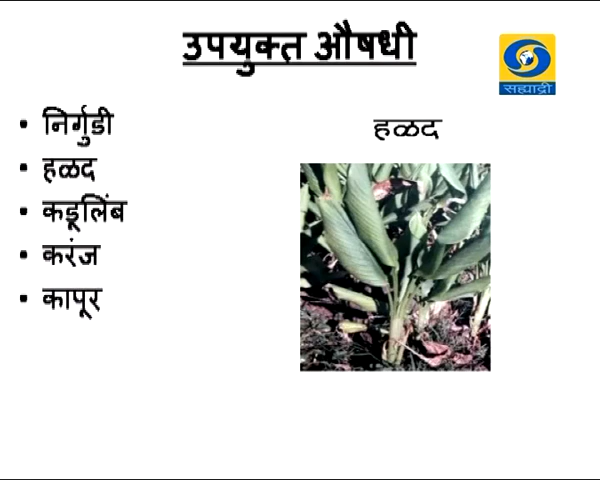 उपयुक्त औषधी
सह्याद्री
• निर्गुडी
• हळद
• कडूलिंब
• करंज
• कापूर
हळद